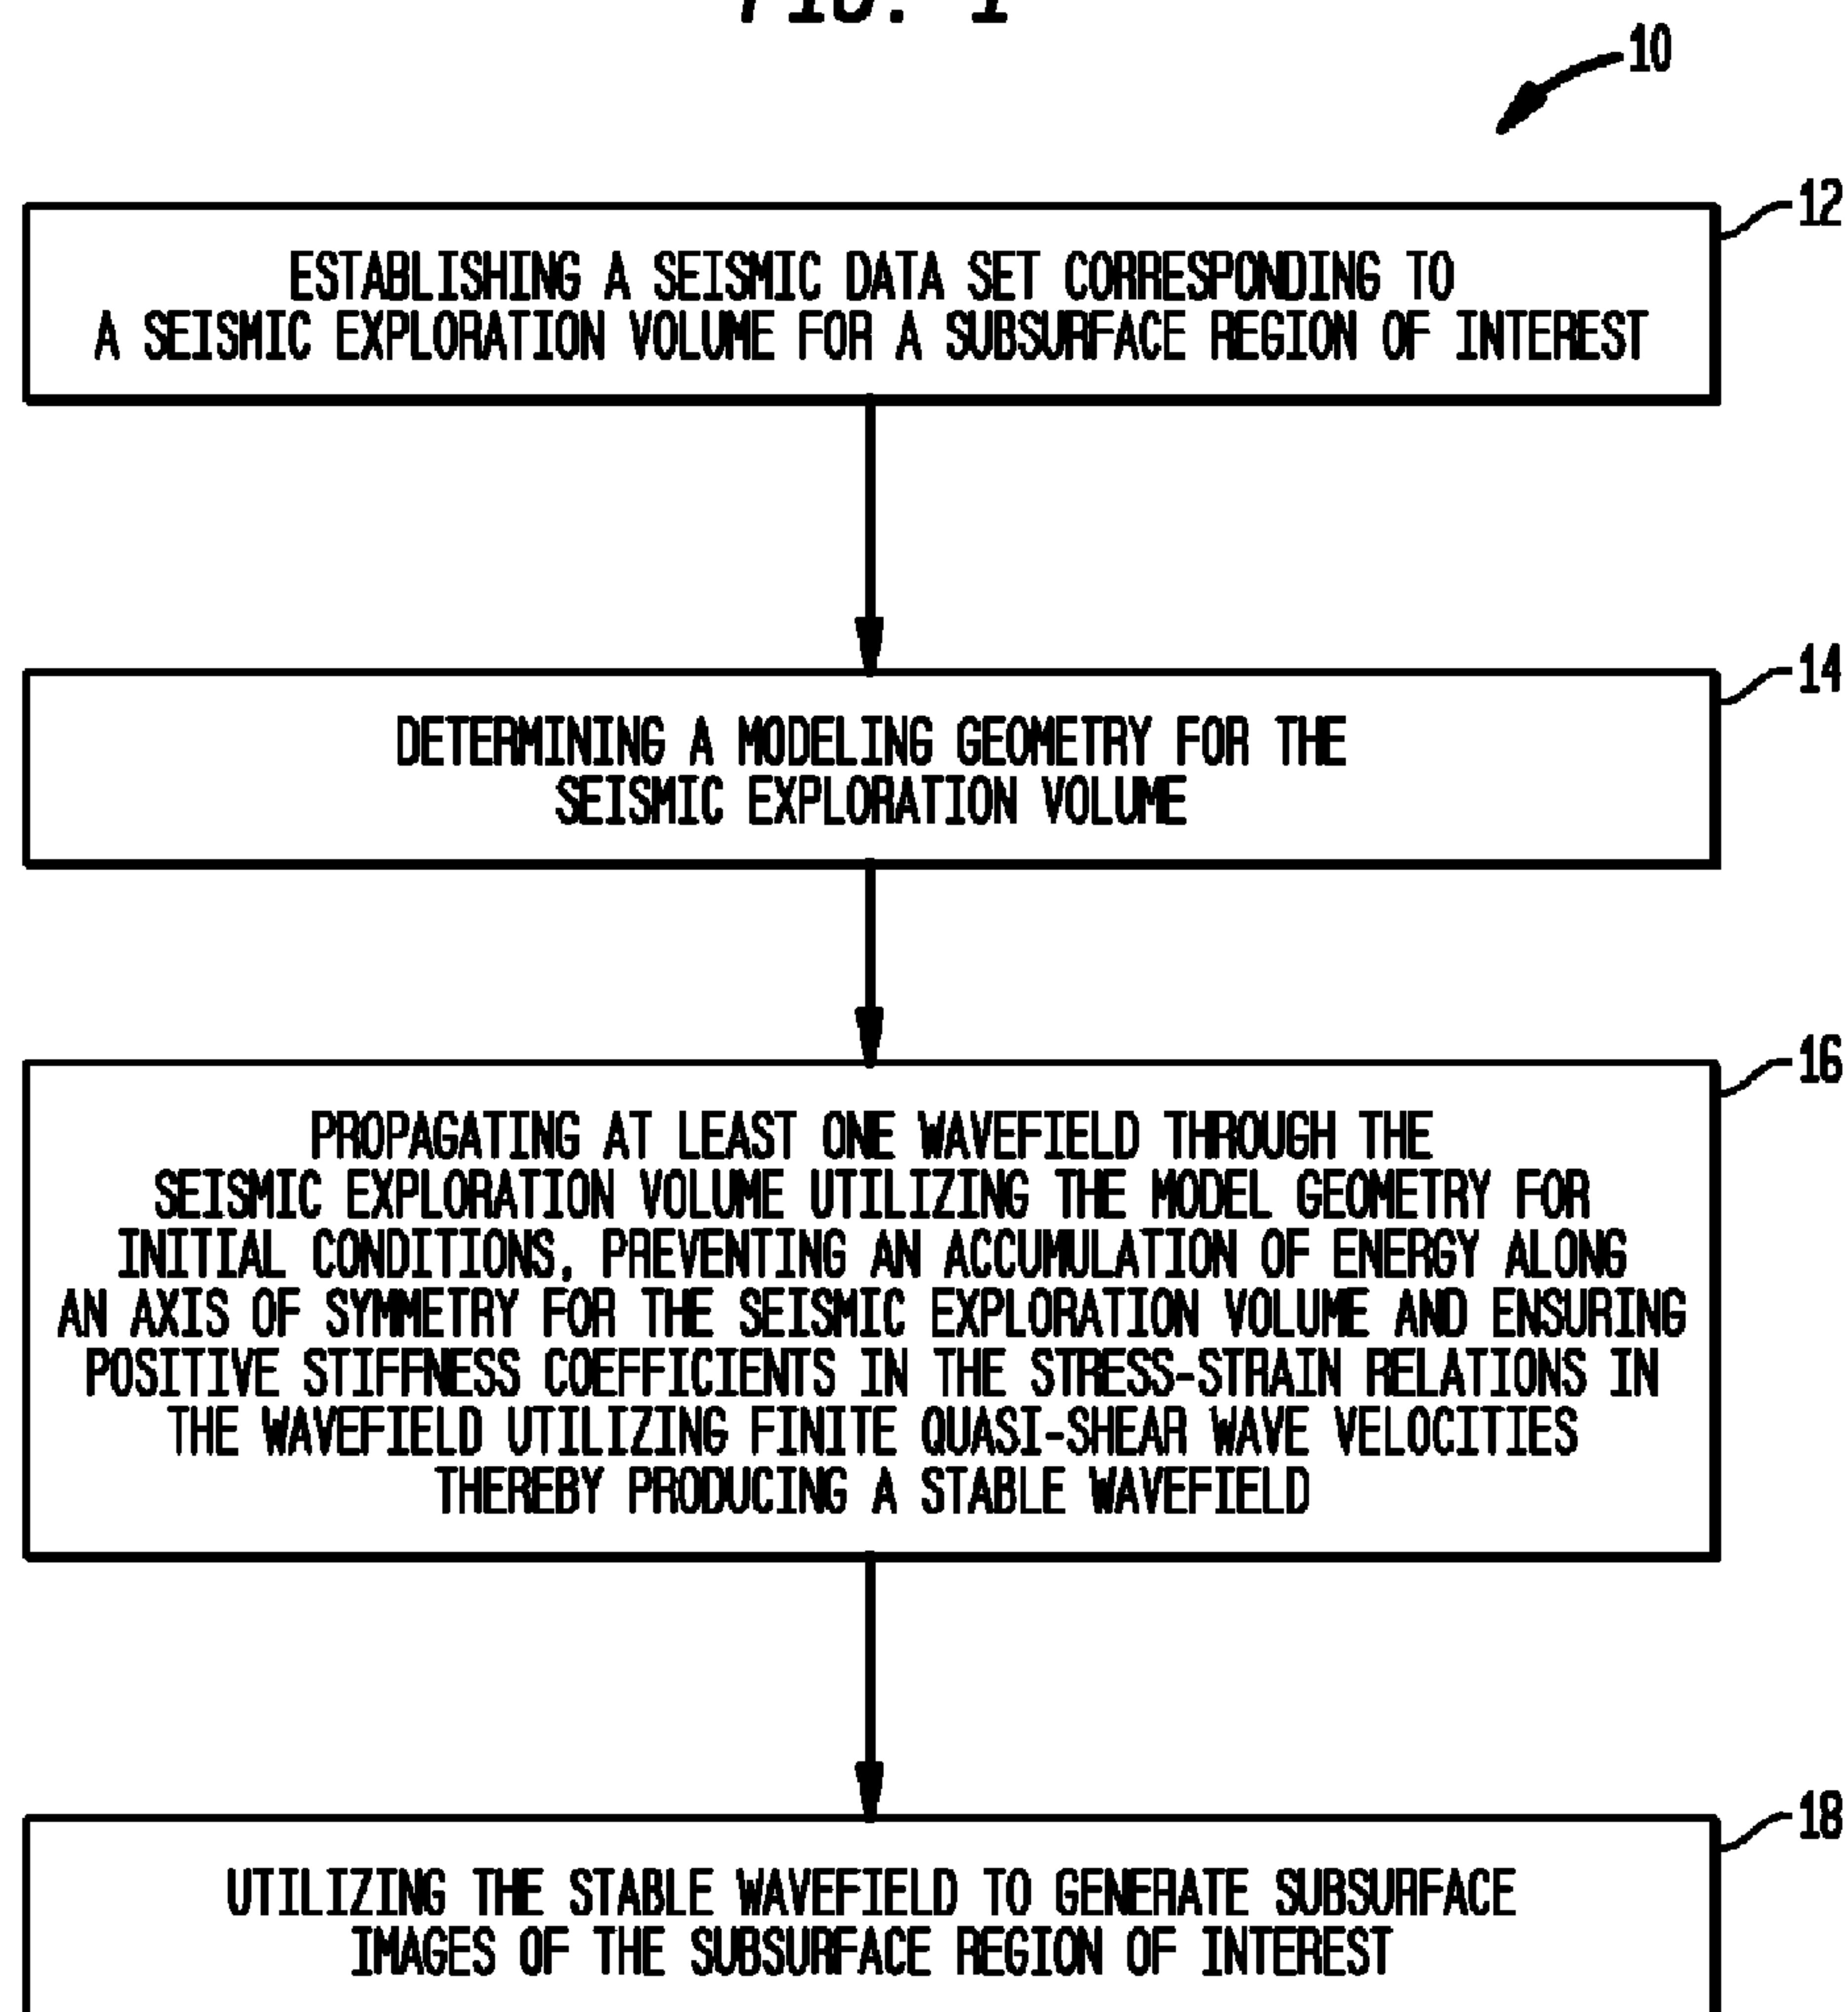 FIG. 1
10
12
ESTABLISHING A SEISMIC DATA SET CORRESPONDING TO
A SEISMIC EXPLORATION VOLUME FOR A SUBSURFACE REGION OF INTEREST
14
DETERMINING A MODELING GEOMETRY FOR THE
SEISMIC EXPLORATION VOLUME
16
PROPAGATING AT LEAST ONE WAVEFIELD THROUGH THE
SEISMIC EXPLORATION VOLUME UTILIZING THE MODEL GEOMETRY FOR
INITIAL CONDITIONS, PREVENTING AN ACCUMULATION OF ENERGY ALONG
AN AXIS OF SYMMETRY FOR THE SEISMIC EXPLORATION VOLUME AND ENSURING
POSITIVE STIFFNESS COEFFICIENTS IN THE STRESS-STRAIN RELATIONS IN
THE WAVEFIELD UTILIZING FINITE QUASI-SHEAR WAVE VELOCITIES
THEREBY PRODUCING A STABLE WAVEFIELD
18
UTILIZING THE STABLE WAVEFIELD TO GENERATE SUBSURFACE
IMAGES OF THE SUBSURFACE REGION OF INTEREST